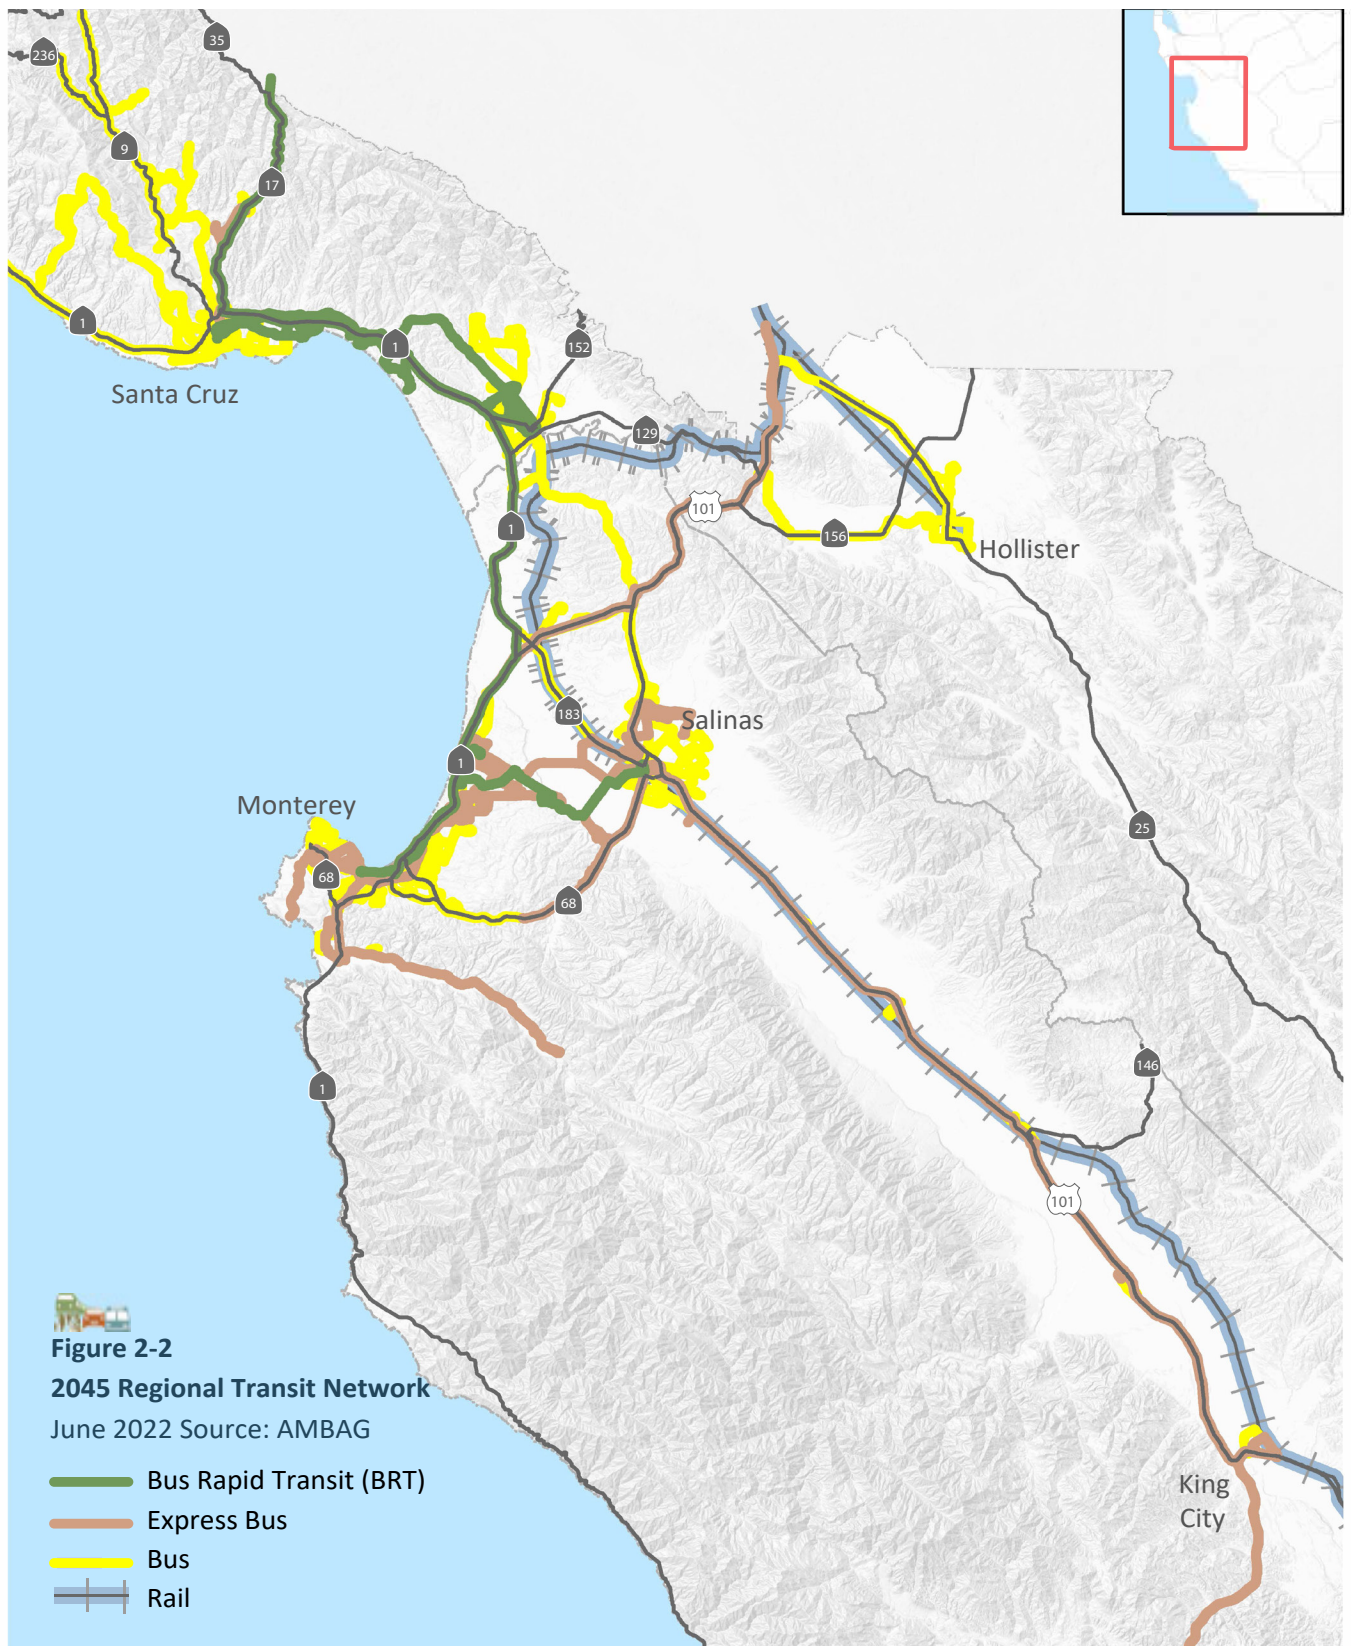 35
236
9
17
1
1
152
Santa Cruz
129
101
1
156
Hollister
183
Salinas
1
Monterey
25
68
68
146
1
101
Figure 2-2
2045 Regional Transit Network
June 2022 Source: AMBAG
Bus Rapid Transit (BRT)
Express Bus
Bus
Rail
King
City